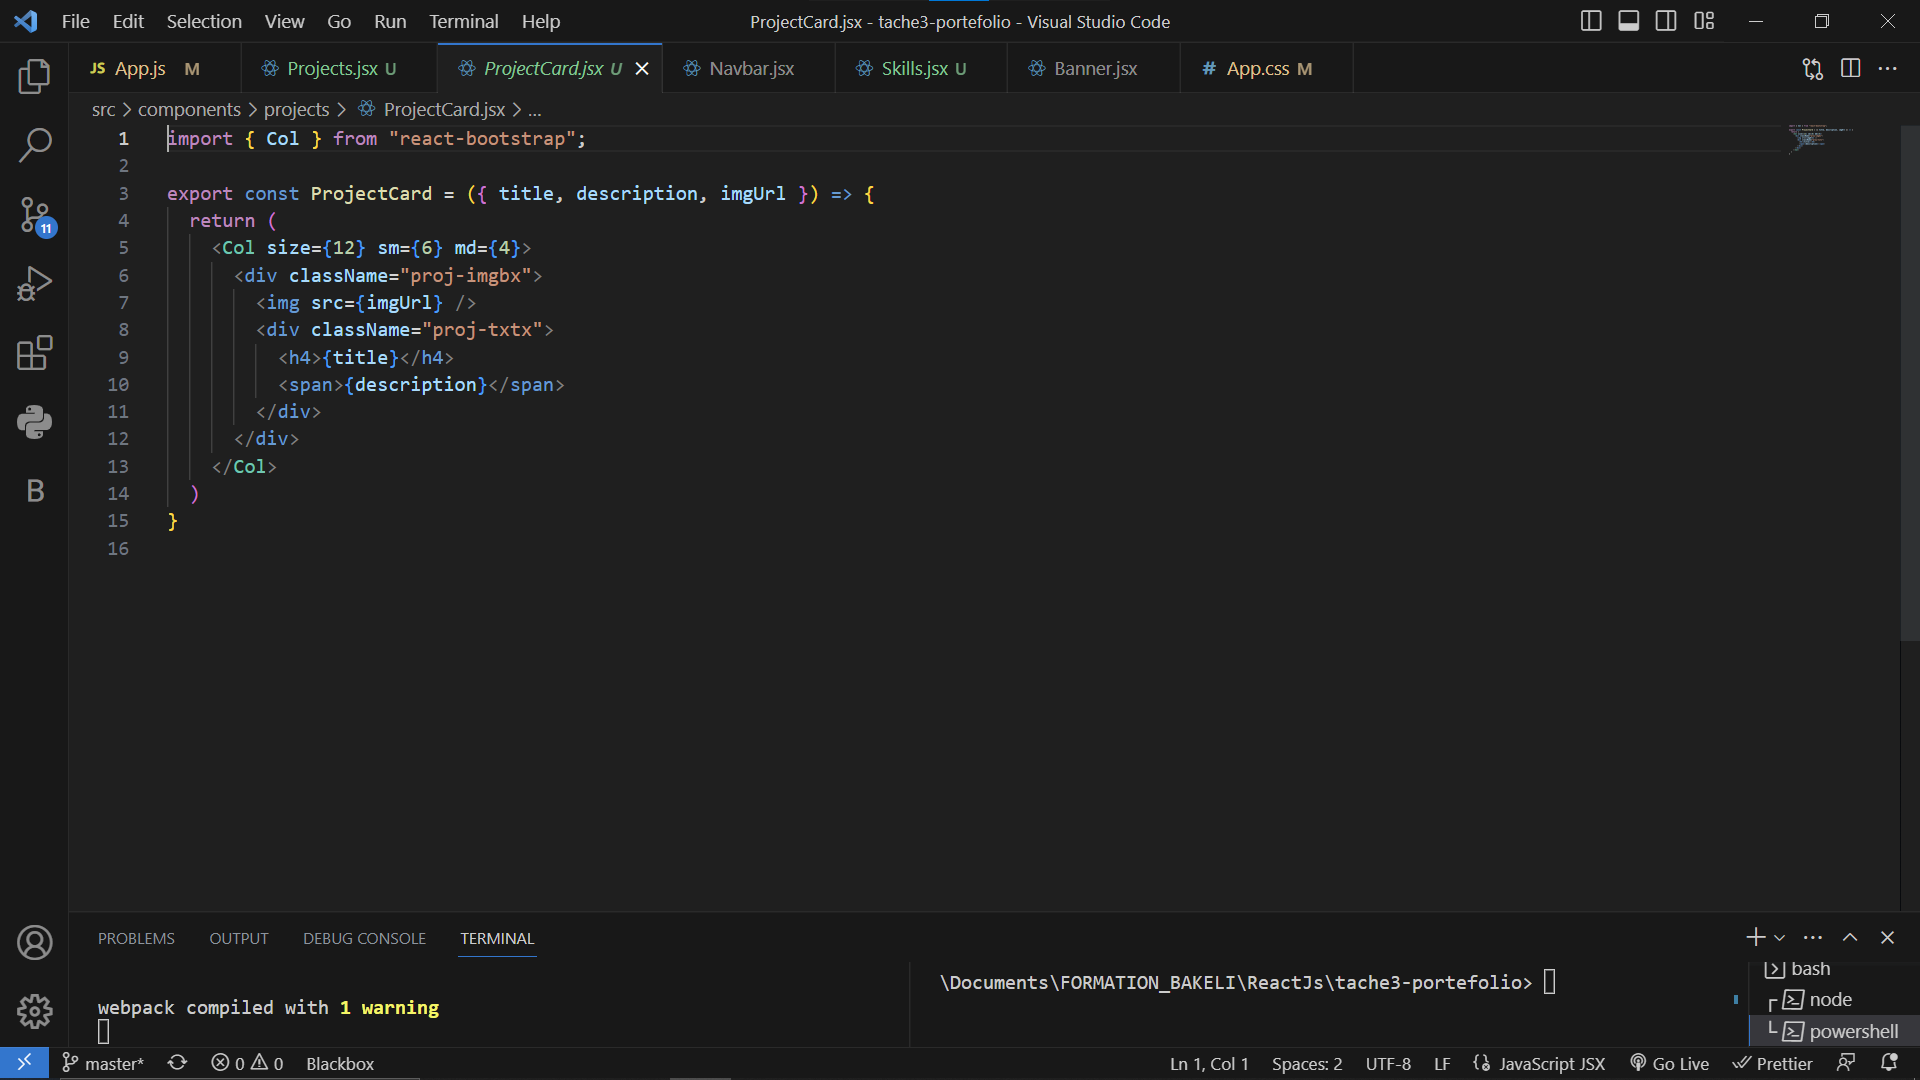 File Edit Selection View Go Run Terminal Help
ProjectCard.jsx - tache3-portefolio - Visual Studio Code
JS App.js M
Projects.jsx U
ProjectCard.jsx U
Navbar.jsx
Skills.jsx U
Banner.jsx
# App.css M
src > components > projects > ProjectCard.jsx > ...
1 import { Col } from "react-bootstrap";
2
3 export const ProjectCard = ({ title, description, imgUrl }) => {
4 return (
5 <Col size={12} sm={6} md={4}>
6 <div className="proj-imgbx">
7 <img src={imgUrl} />
8 <div className="proj-txtx">
9 <h4>{title}</h4>
10 <span>{description}</span>
11 </div>
12 </div>
13 </Col>
14 )
15 }
16
11
B
PROBLEMS OUTPUT DEBUG CONSOLE TERMINAL
webpack compiled with 1 warning
\Documents\FORMATION_BAKELI\ReactJs\tache3-portefolio>
bash
node
powershell
master* 0 0 Blackbox
Ln 1, Col 1 Spaces: 2 UTF-8 LF JavaScript JSX Go Live Prettier